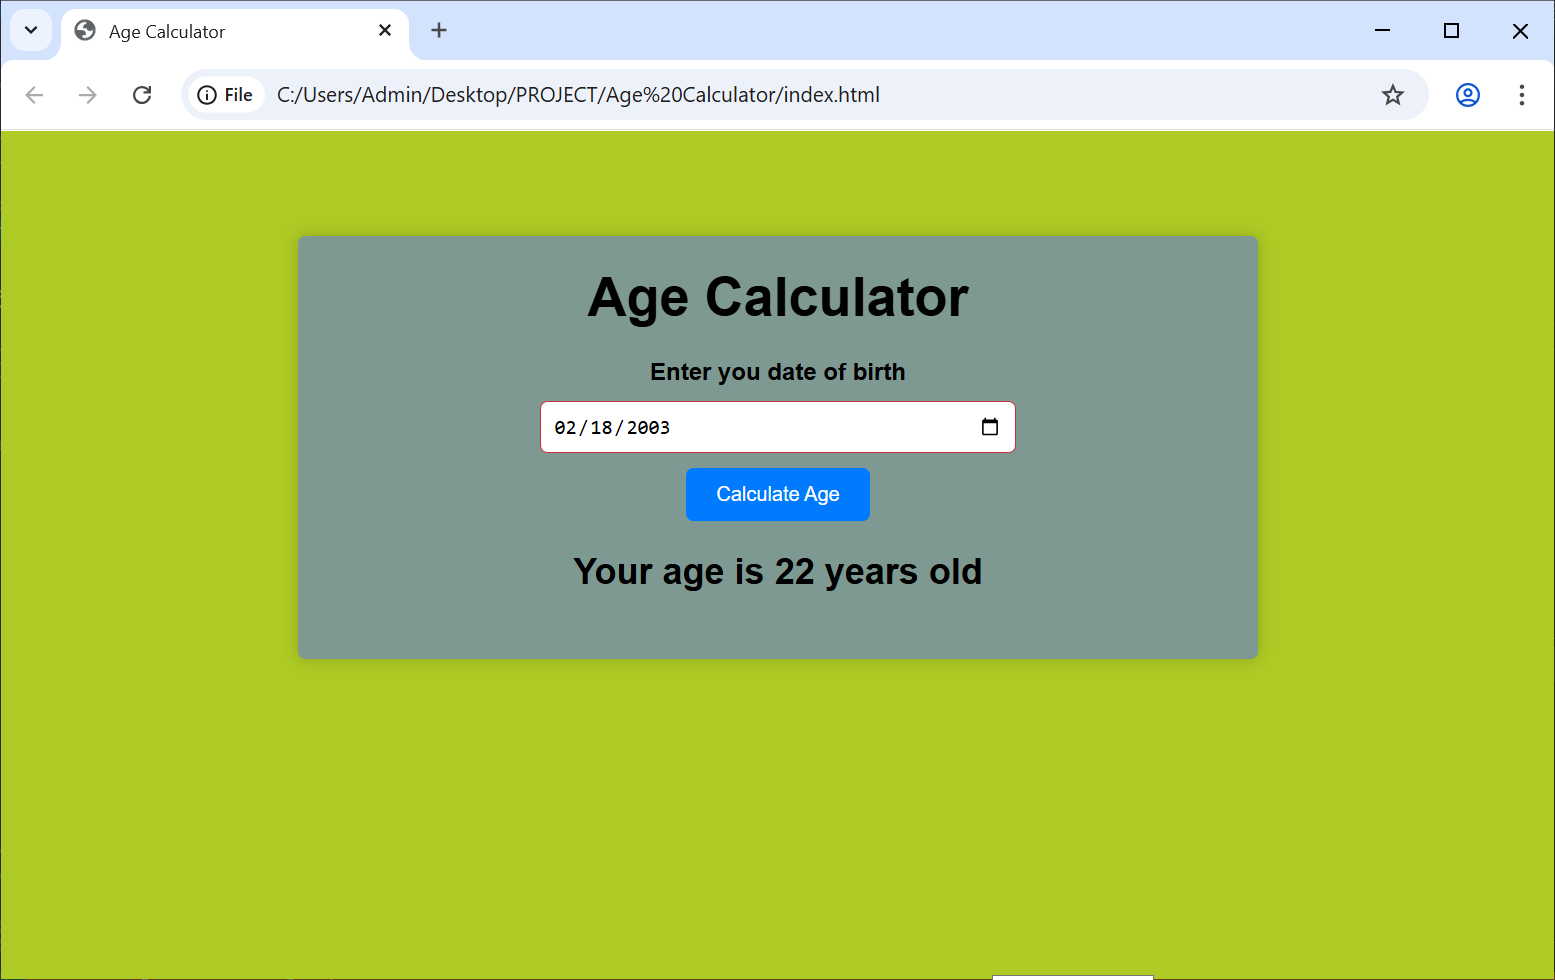 Age Calculator
File C:/Users/Admin/Desktop/PROJECT/Age%20Calculator/index.html
Age Calculator
Enter you date of birth
02/18/2003
Calculate Age
Your age is 22 years old